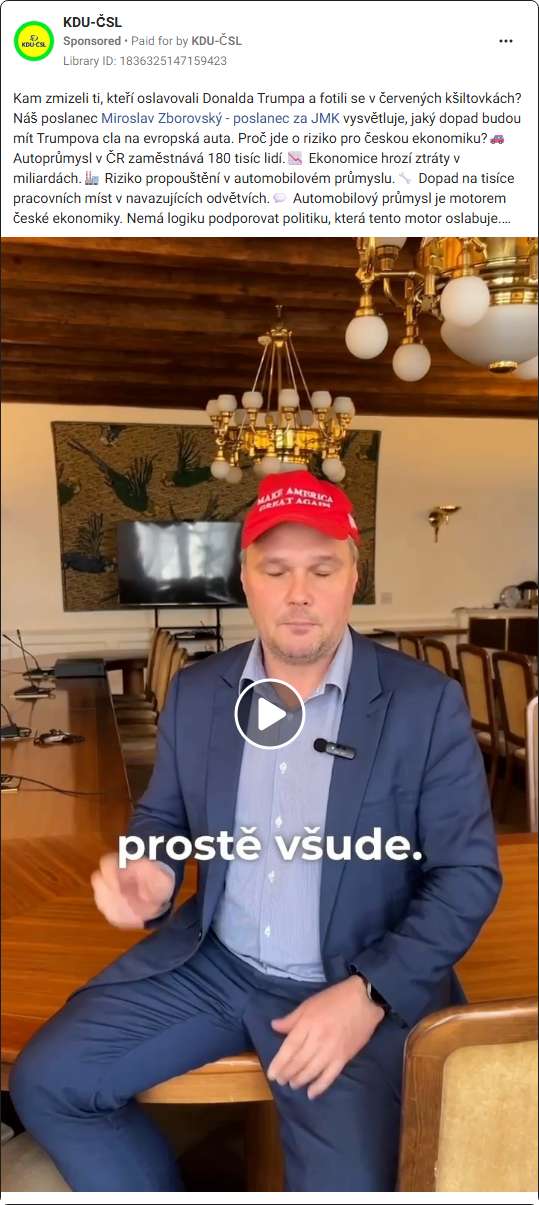 KDU-ČSL
Sponsored • Paid for by KDU-ČSL
Library ID: 1836325147159423
KDU-ČSL
Kam zmizeli ti, kteří oslavovali Donalda Trumpa a fotili se v červených kšiltovkách?
Náš poslanec Miroslav Zborovský - poslanec za JMK vysvětluje, jaký dopad budou
mít Trumpova cla na evropská auta. Proč jde o riziko pro českou ekonomiku? 🚗
Autoprůmysl v ČR zaměstnává 180 tisíc lidí. 📉 Ekonomice hrozí ztráty v
miliardách. 🏭 Riziko propouštění v automobilovém průmyslu. 🔧 Dopad na tisíce
pracovních míst v navazujících odvětvích. 💬 Automobilový průmysl je motorem
české ekonomiky. Nemá logiku podporovat politiku, která tento motor oslabuje....
MAKE AMERICA
GREAT AGAIN
prostě všude.